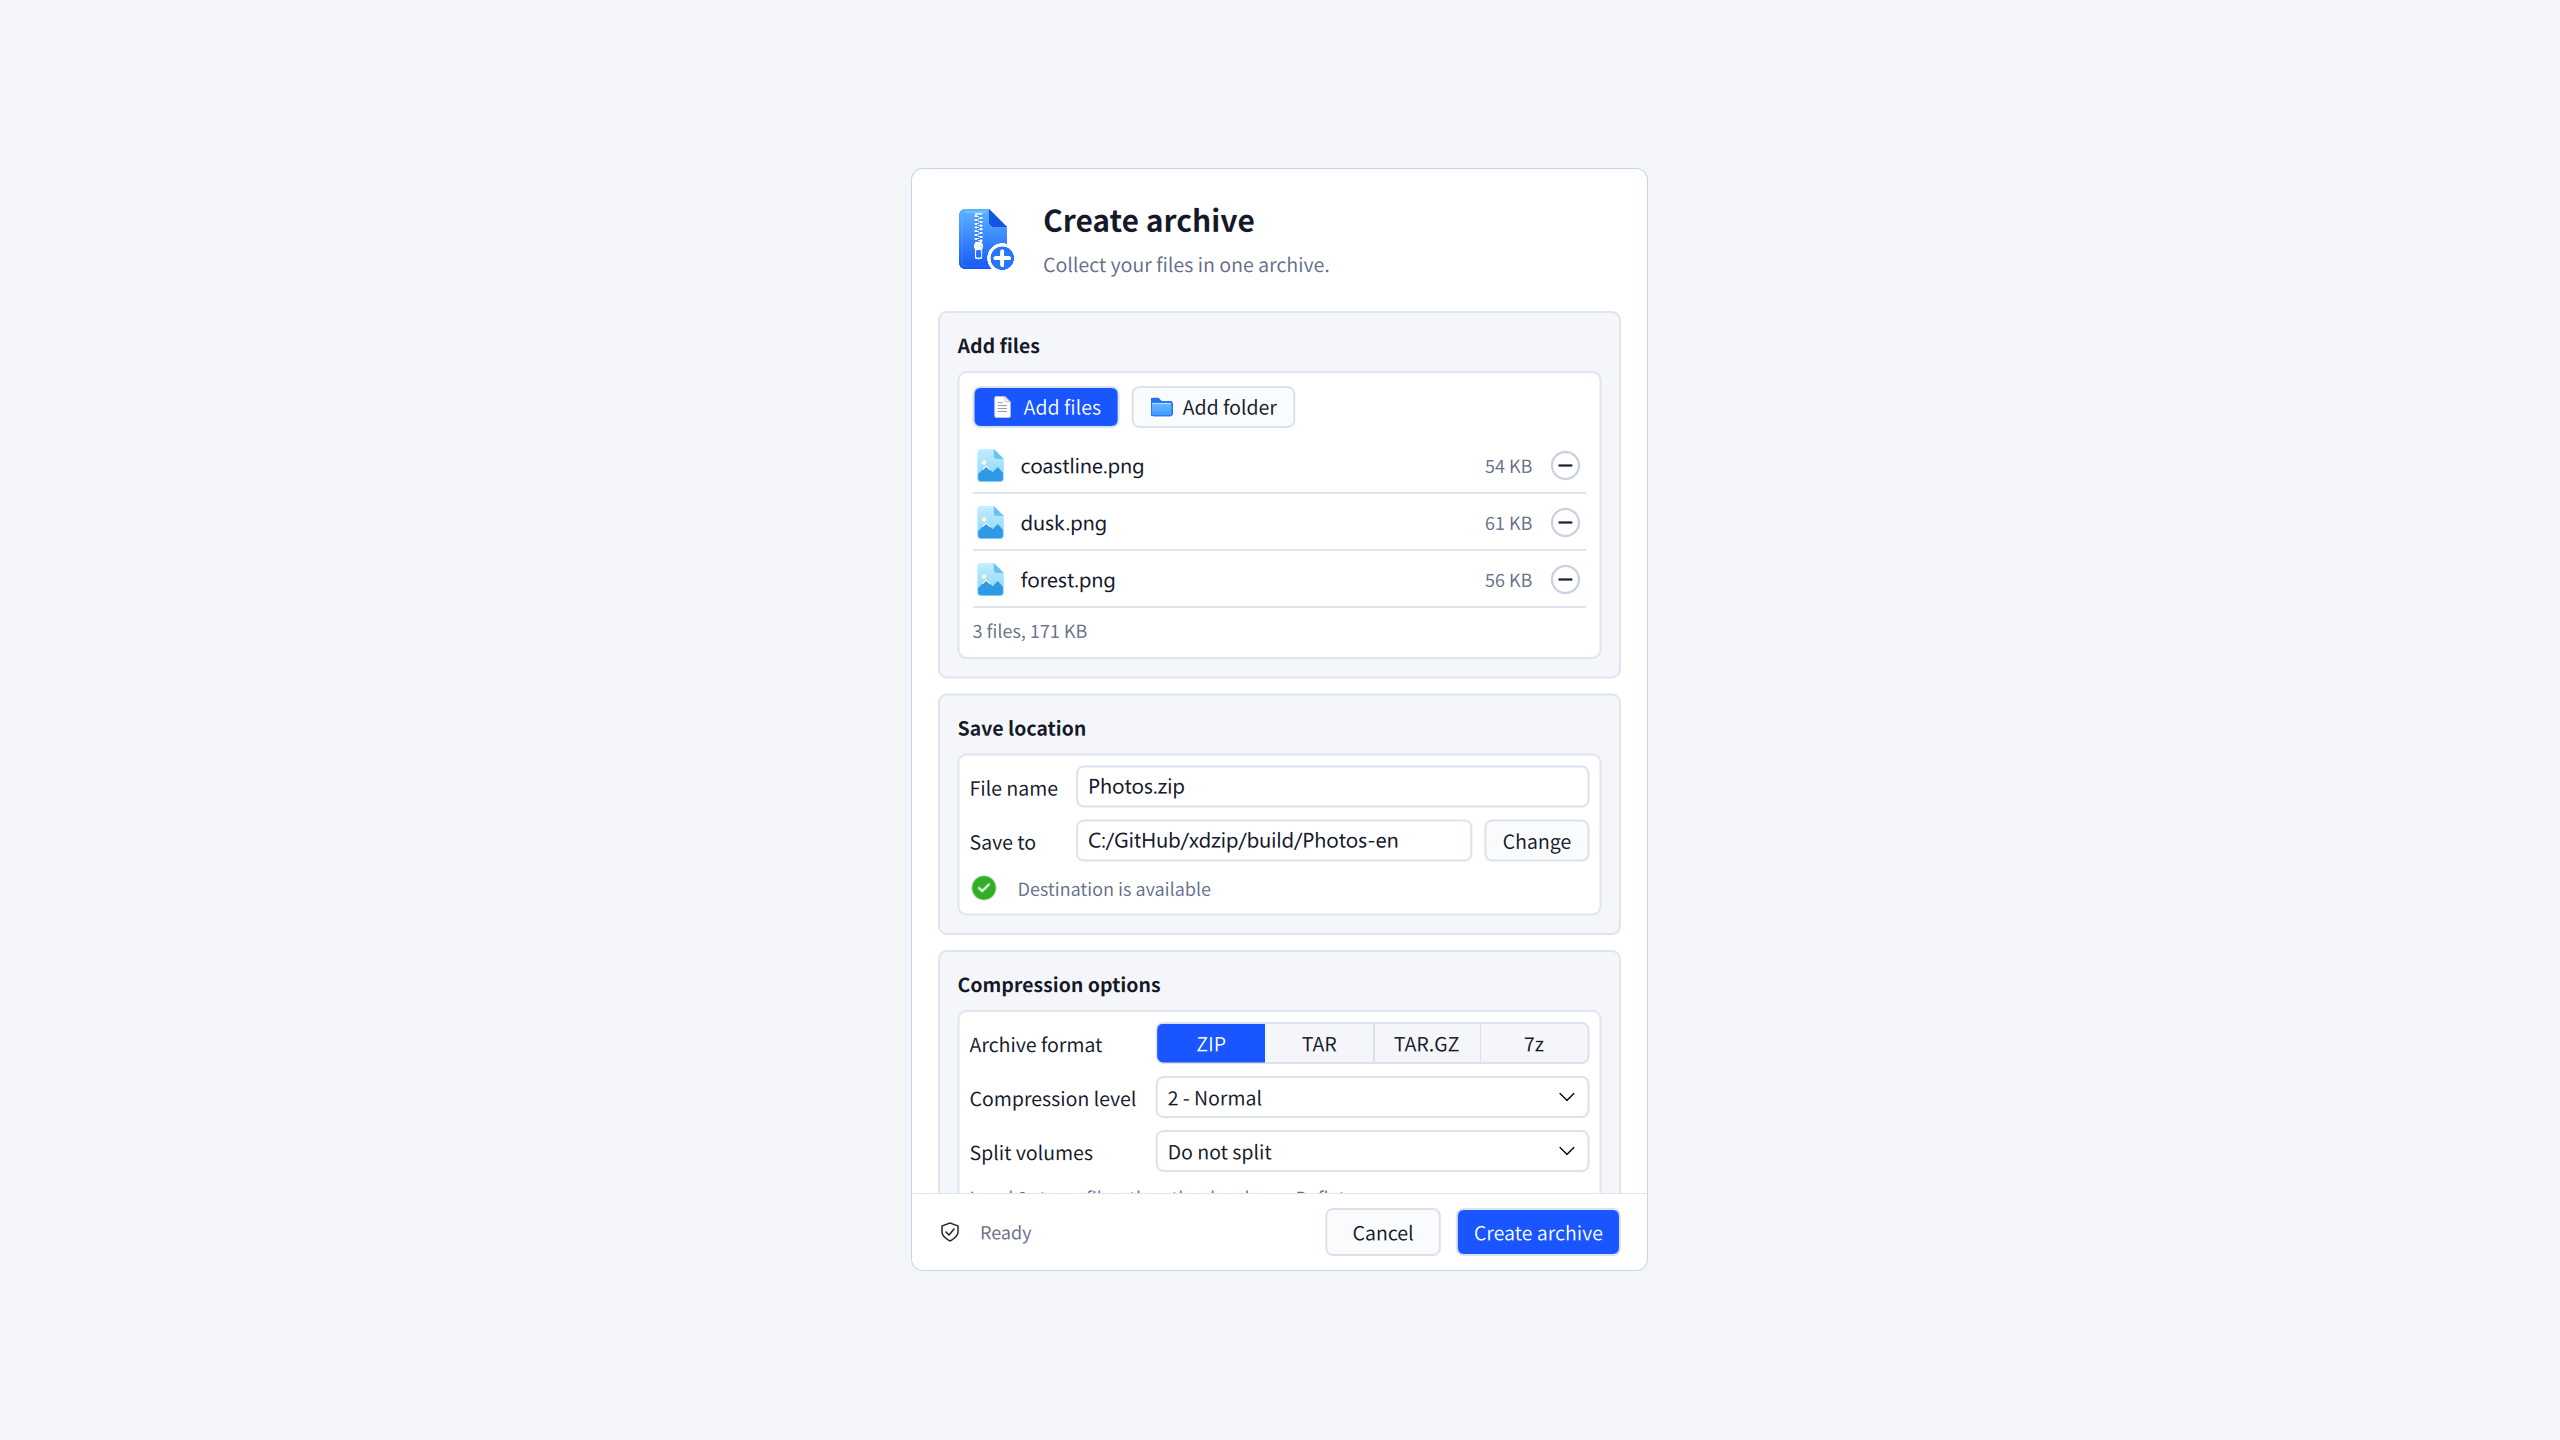 Create archive
Collect your files in one archive.
Add files
Add files Add folder
coastline.png 54 KB
dusk.png 61 KB
forest.png 56 KB
3 files, 171 KB
Save location
File name Photos.zip
Save to C:/GitHub/xdzip/build/Photos-en Change
Destination is available
Compression options
Archive format ZIP TAR TAR.GZ 7z
Compression level 2 - Normal
Split volumes Do not split
Ready Cancel Create archive